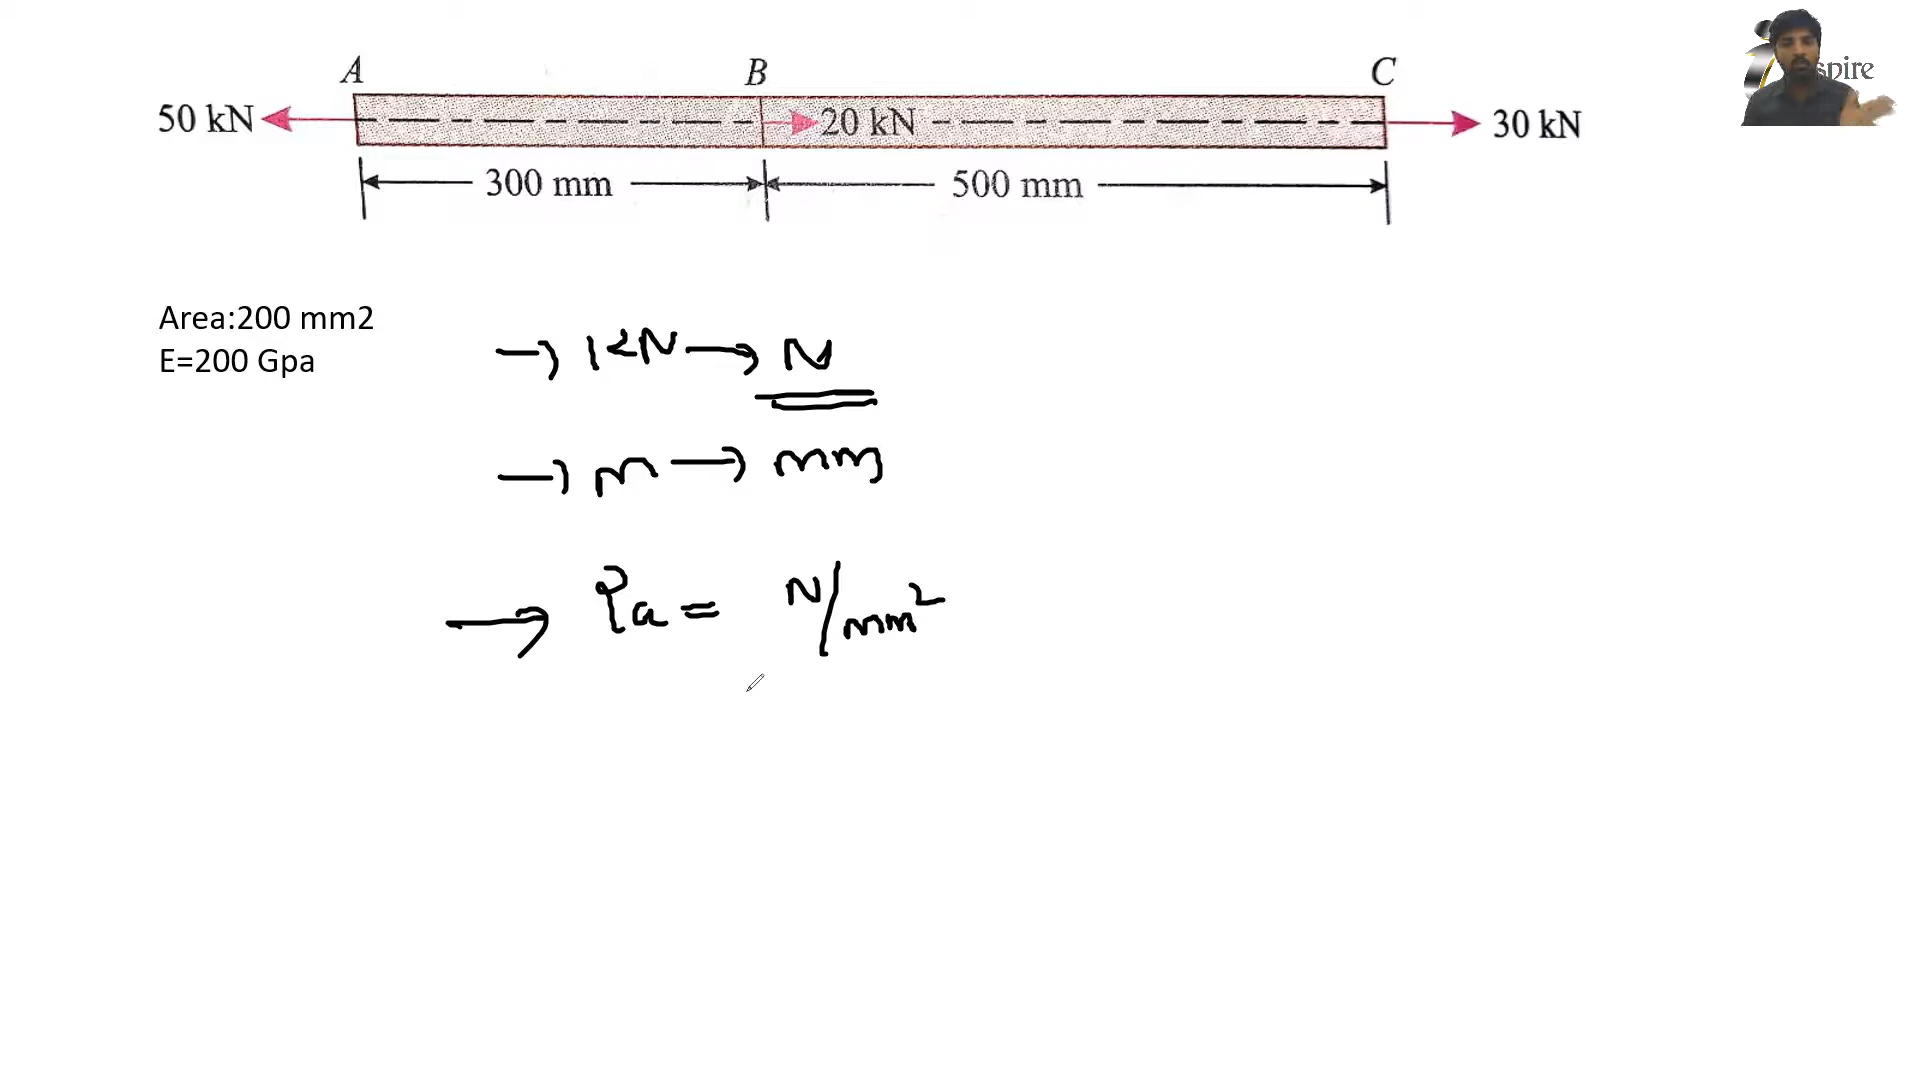 A B C
50 kN 20 kN 30 kN
300 mm 500 mm
spire
Area:200 mm2
E=200 Gpa
→ KN → N
→ m → mm
→ Pa = N/mm²